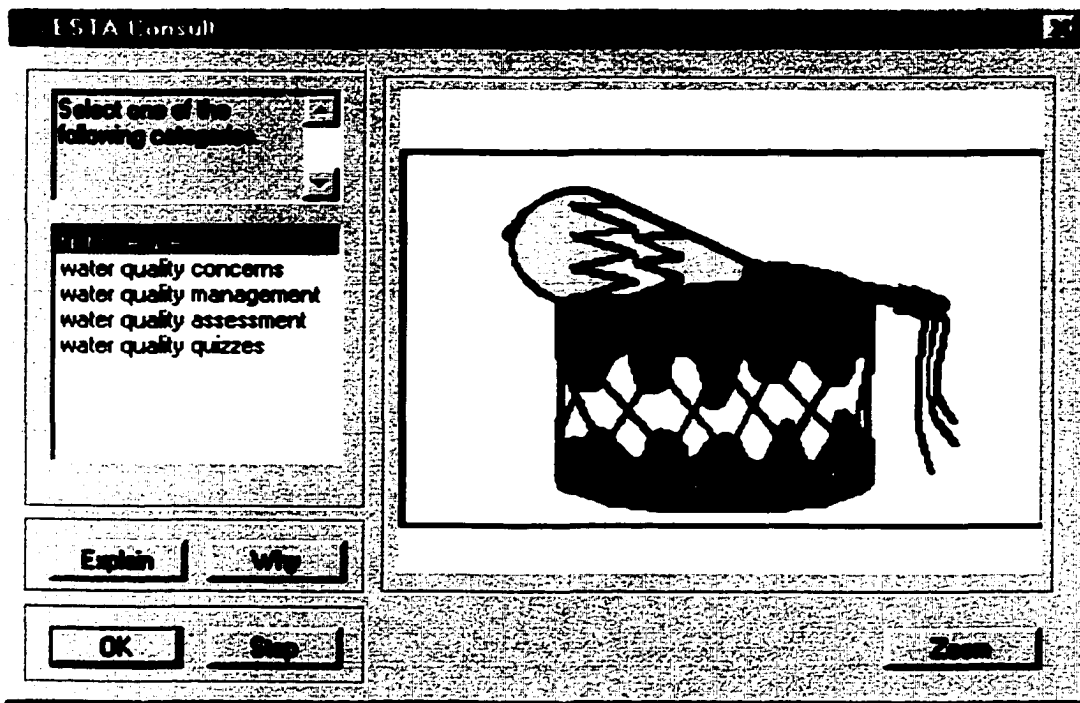 ESTA Consult
Select one of the
following categories.
water quality concerns
water quality management
water quality assessment
water quality quizzes
Explain
Why
OK
Stop
Zoom